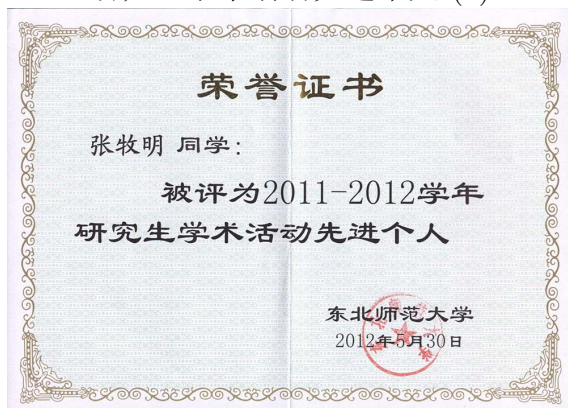 荣誉证书
张牧明 同学：
被评为2011-2012学年
研究生学术活动先进个人
东北师范大学
2012年5月30日